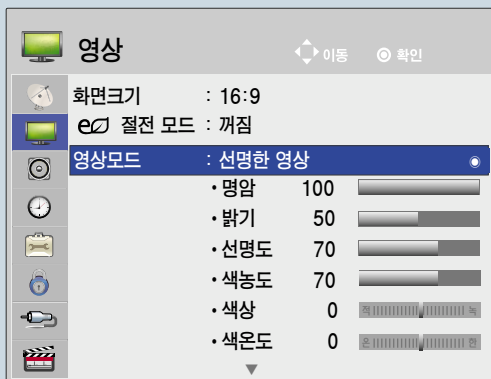 영상
이동 ◉ 확인
화면크기 : 16:9
eco 절전 모드 : 꺼짐
영상모드 : 선명한 영상 ◉
• 명암 100
• 밝기 50
• 선명도 70
• 색농도 70
• 색상 0 적 녹
• 색온도 0 온 한
▼